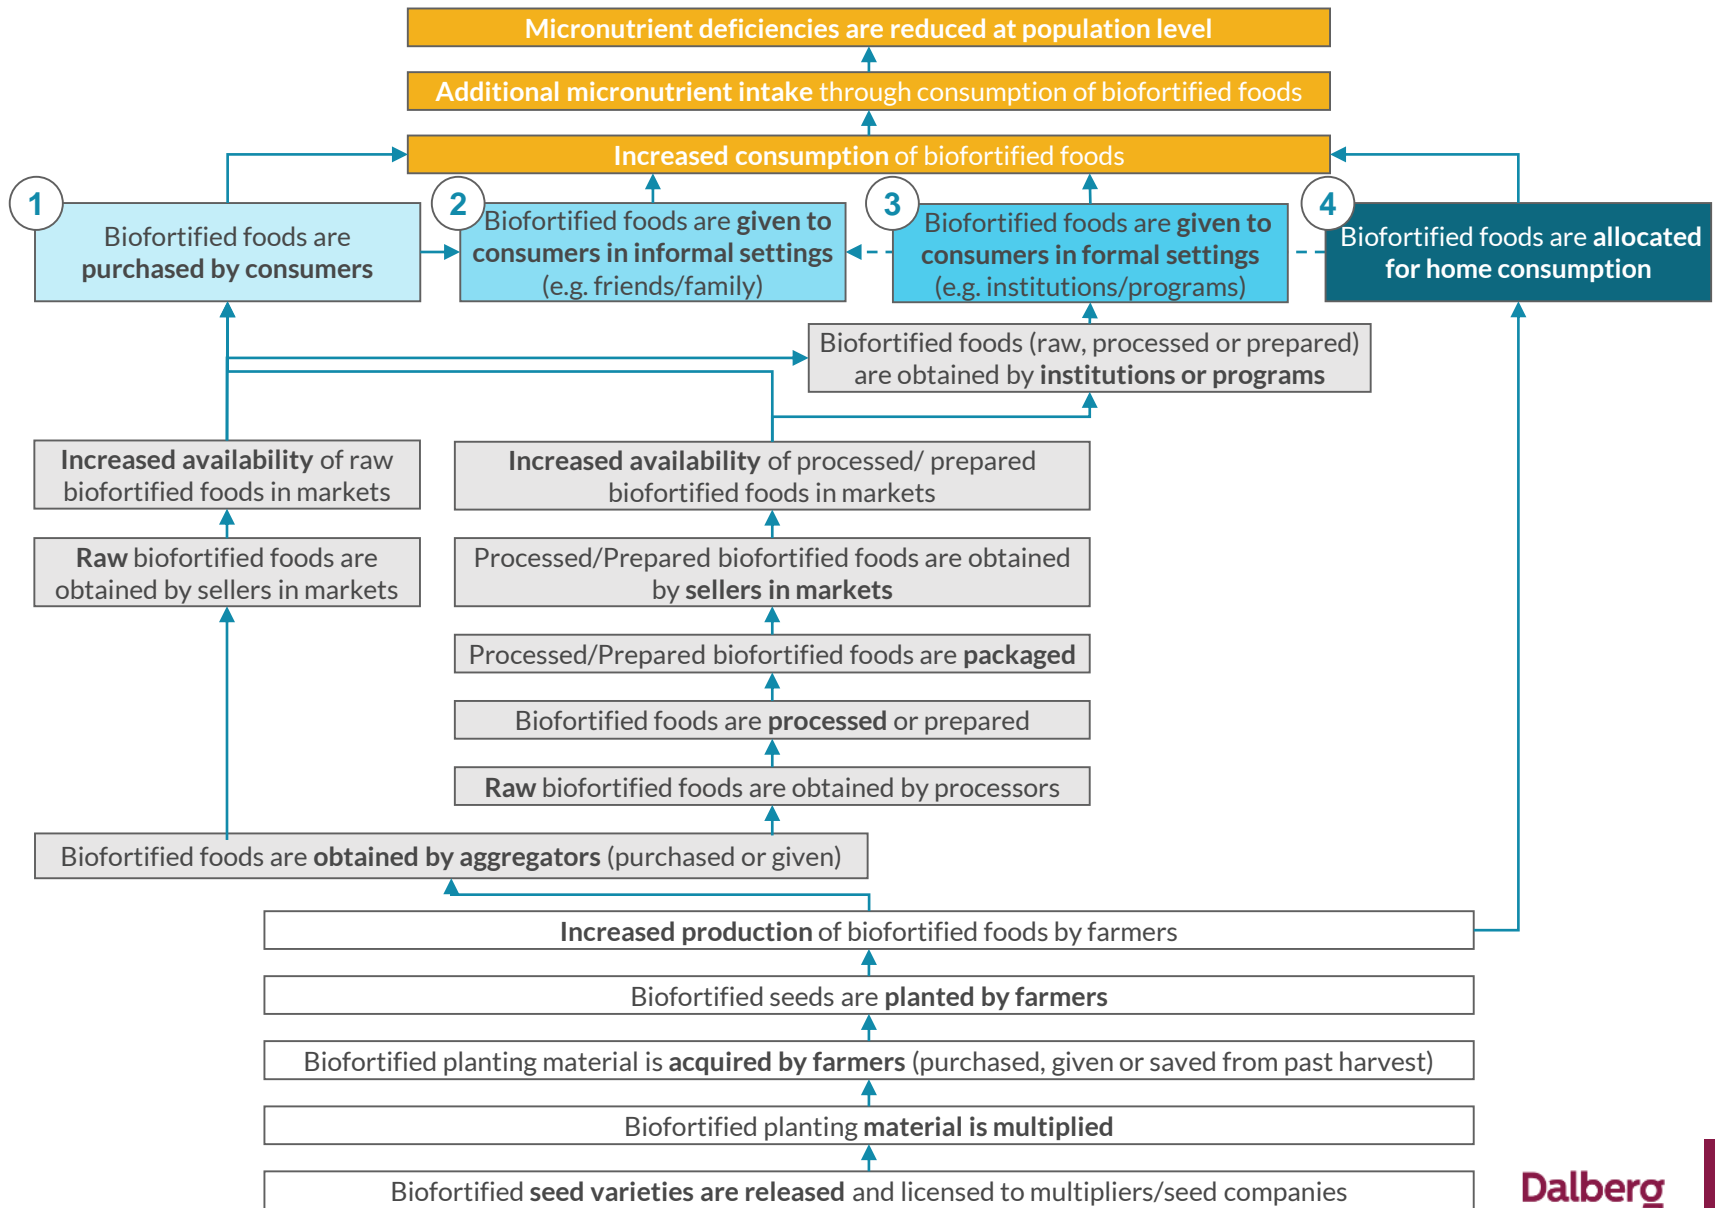 Micronutrient deficiencies are reduced at population level
Additional micronutrient intake through consumption of biofortified foods
Increased consumption of biofortified foods
1
Biofortified foods are
purchased by consumers
2
Biofortified foods are given to
consumers in informal settings
(e.g. friends/family)
3
Biofortified foods are given to
consumers in formal settings
(e.g. institutions/programs)
4
Biofortified foods are allocated
for home consumption
Biofortified foods (raw, processed or prepared)
are obtained by institutions or programs
Increased availability of raw
biofortified foods in markets
Increased availability of processed/ prepared
biofortified foods in markets
Raw biofortified foods are
obtained by sellers in markets
Processed/Prepared biofortified foods are obtained
by sellers in markets
Processed/Prepared biofortified foods are packaged
Biofortified foods are processed or prepared
Raw biofortified foods are obtained by processors
Biofortified foods are obtained by aggregators (purchased or given)
Increased production of biofortified foods by farmers
Biofortified seeds are planted by farmers
Biofortified planting material is acquired by farmers (purchased, given or saved from past harvest)
Biofortified planting material is multiplied
Biofortified seed varieties are released and licensed to multipliers/seed companies
Dalberg